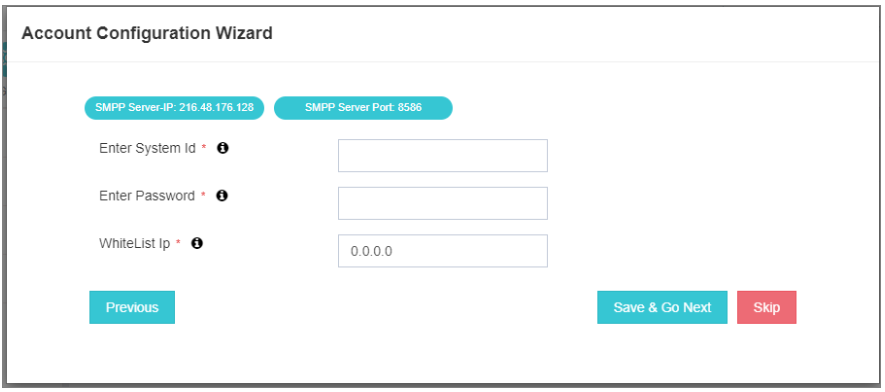 Account Configuration Wizard
SMPP Server-IP: 216.48.176.128 SMPP Server Port: 8586
Enter System Id *
Enter Password *
WhiteList Ip * 0.0.0.0
Previous Save & Go Next Skip